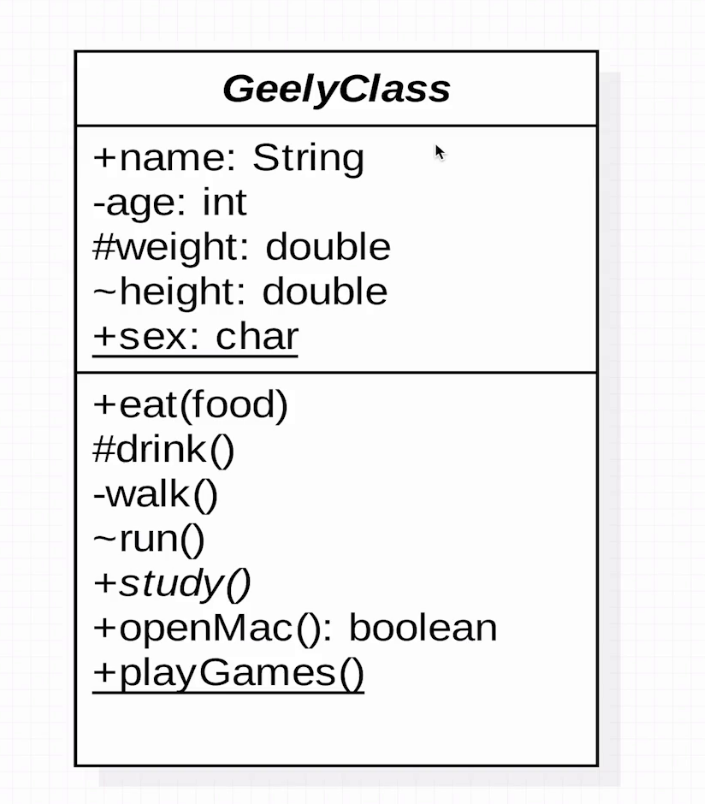 GeelyClass
+name: String
-age: int
#weight: double
~height: double
+sex: char
+eat(food)
#drink()
-walk()
~run()
+study()
+openMac(): boolean
+playGames()